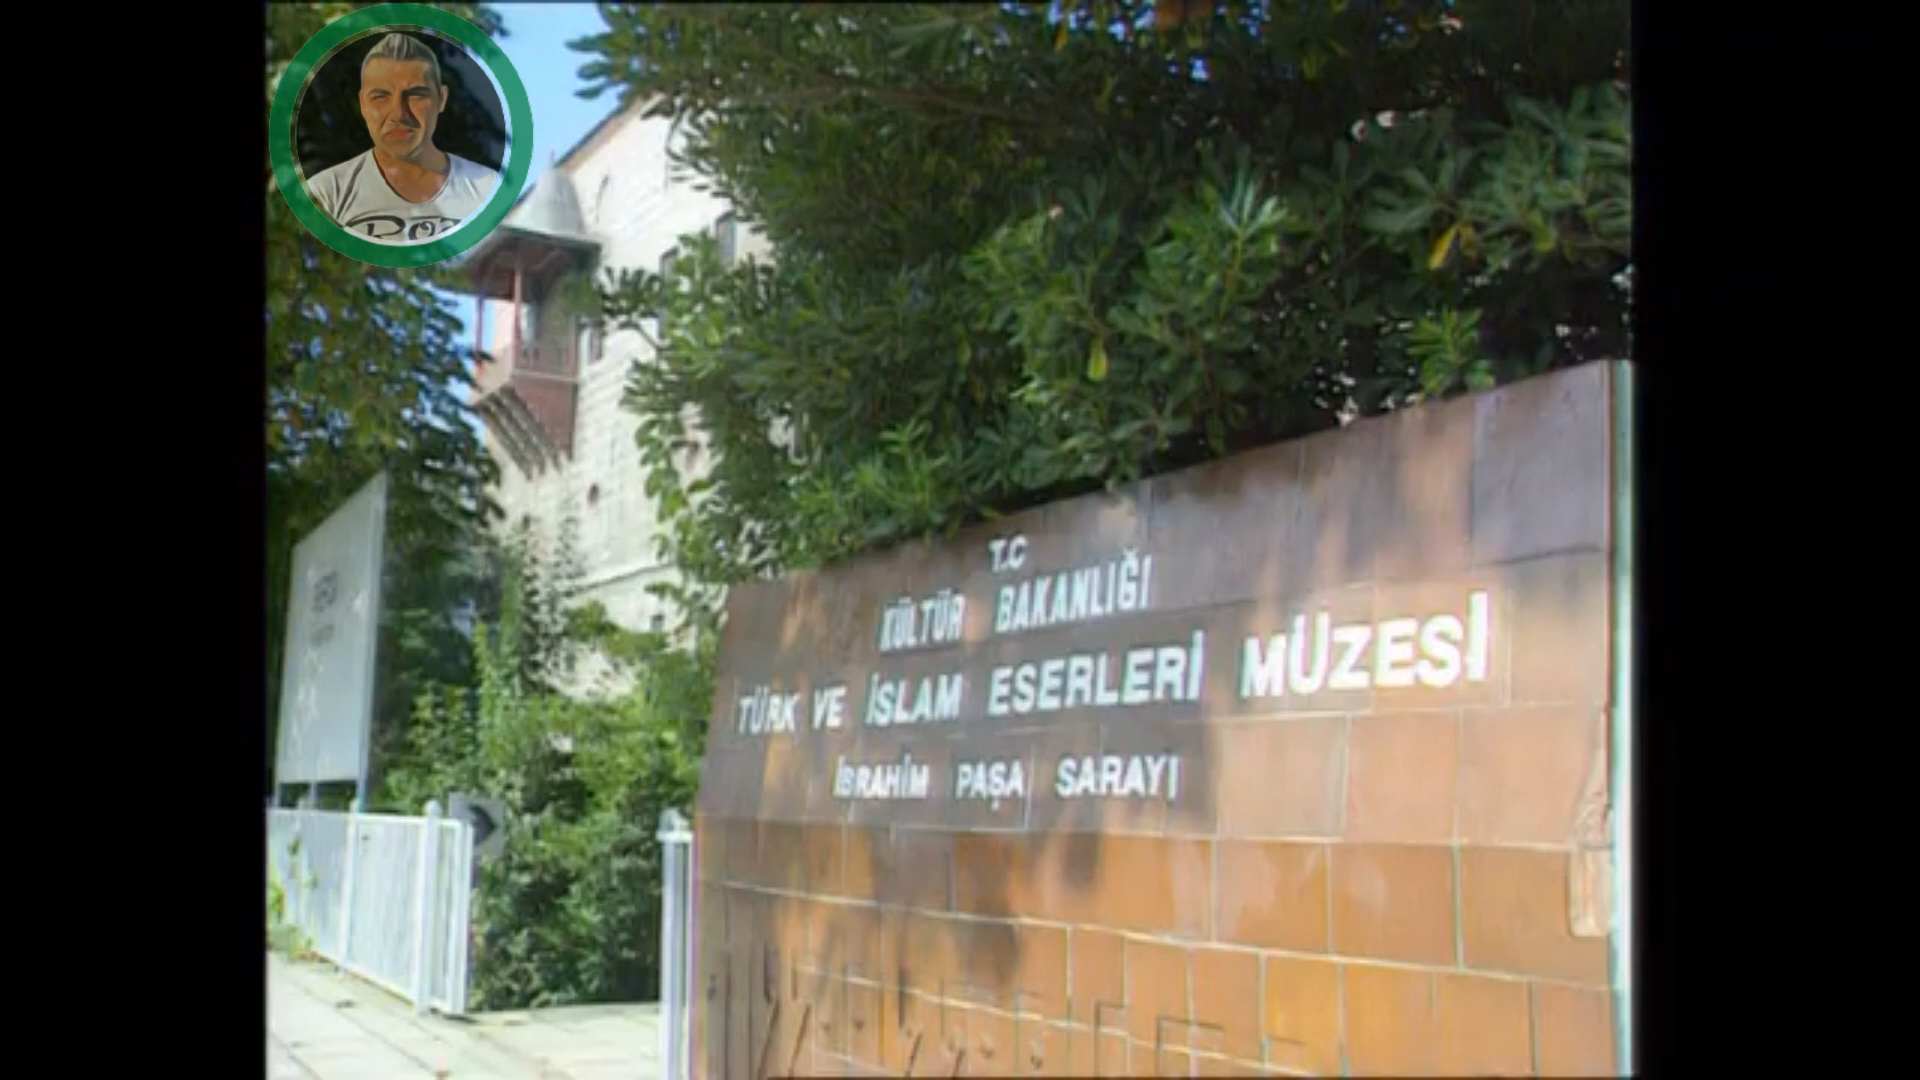 T.C
KÜLTÜR BAKANLIĞI
TÜRK VE İSLAM ESERLERİ MÜZESİ
İBRAHİM PAŞA SARAYI